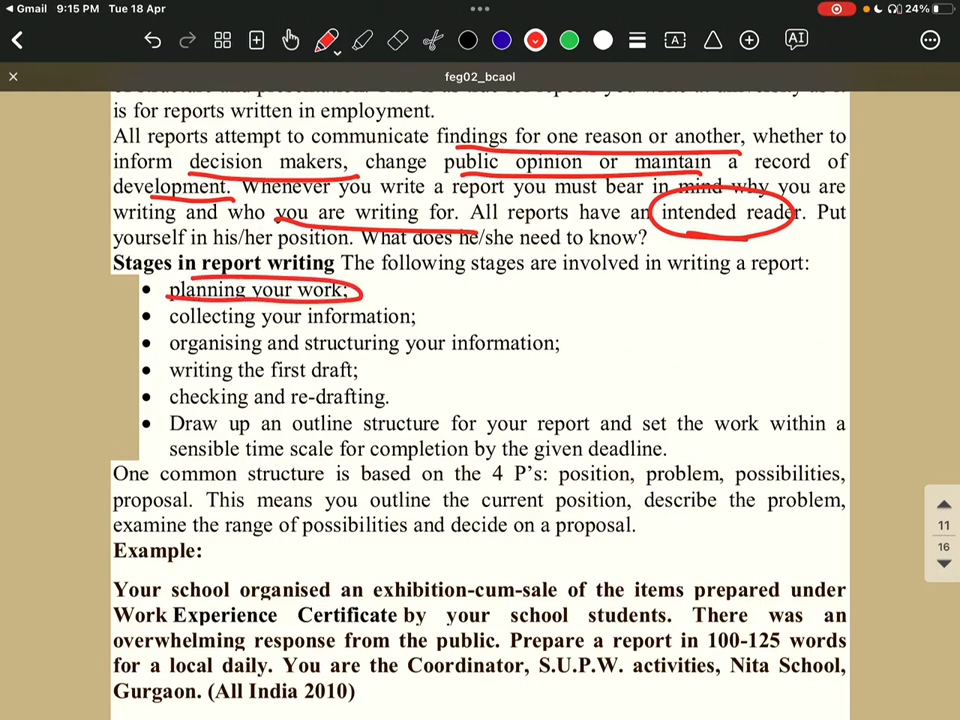 Gmail 9:15 PM Tue 18 Apr 24%
A AI
feg02_bcaol
is for reports written in employment.
All reports attempt to communicate findings for one reason or another, whether to
inform decision makers, change public opinion or maintain a record of
development. Whenever you write a report you must bear in mind why you are
writing and who you are writing for. All reports have an intended reader. Put
yourself in his/her position. What does he/she need to know?
Stages in report writing The following stages are involved in writing a report:
• planning your work;
• collecting your information;
• organising and structuring your information;
• writing the first draft;
• checking and re-drafting.
• Draw up an outline structure for your report and set the work within a
sensible time scale for completion by the given deadline.
One common structure is based on the 4 P's: position, problem, possibilities,
proposal. This means you outline the current position, describe the problem,
examine the range of possibilities and decide on a proposal.
Example:
Your school organised an exhibition-cum-sale of the items prepared under
Work Experience Certificate by your school students. There was an
overwhelming response from the public. Prepare a report in 100-125 words
for a local daily. You are the Coordinator, S.U.P.W. activities, Nita School,
Gurgaon. (All India 2010)
11
16